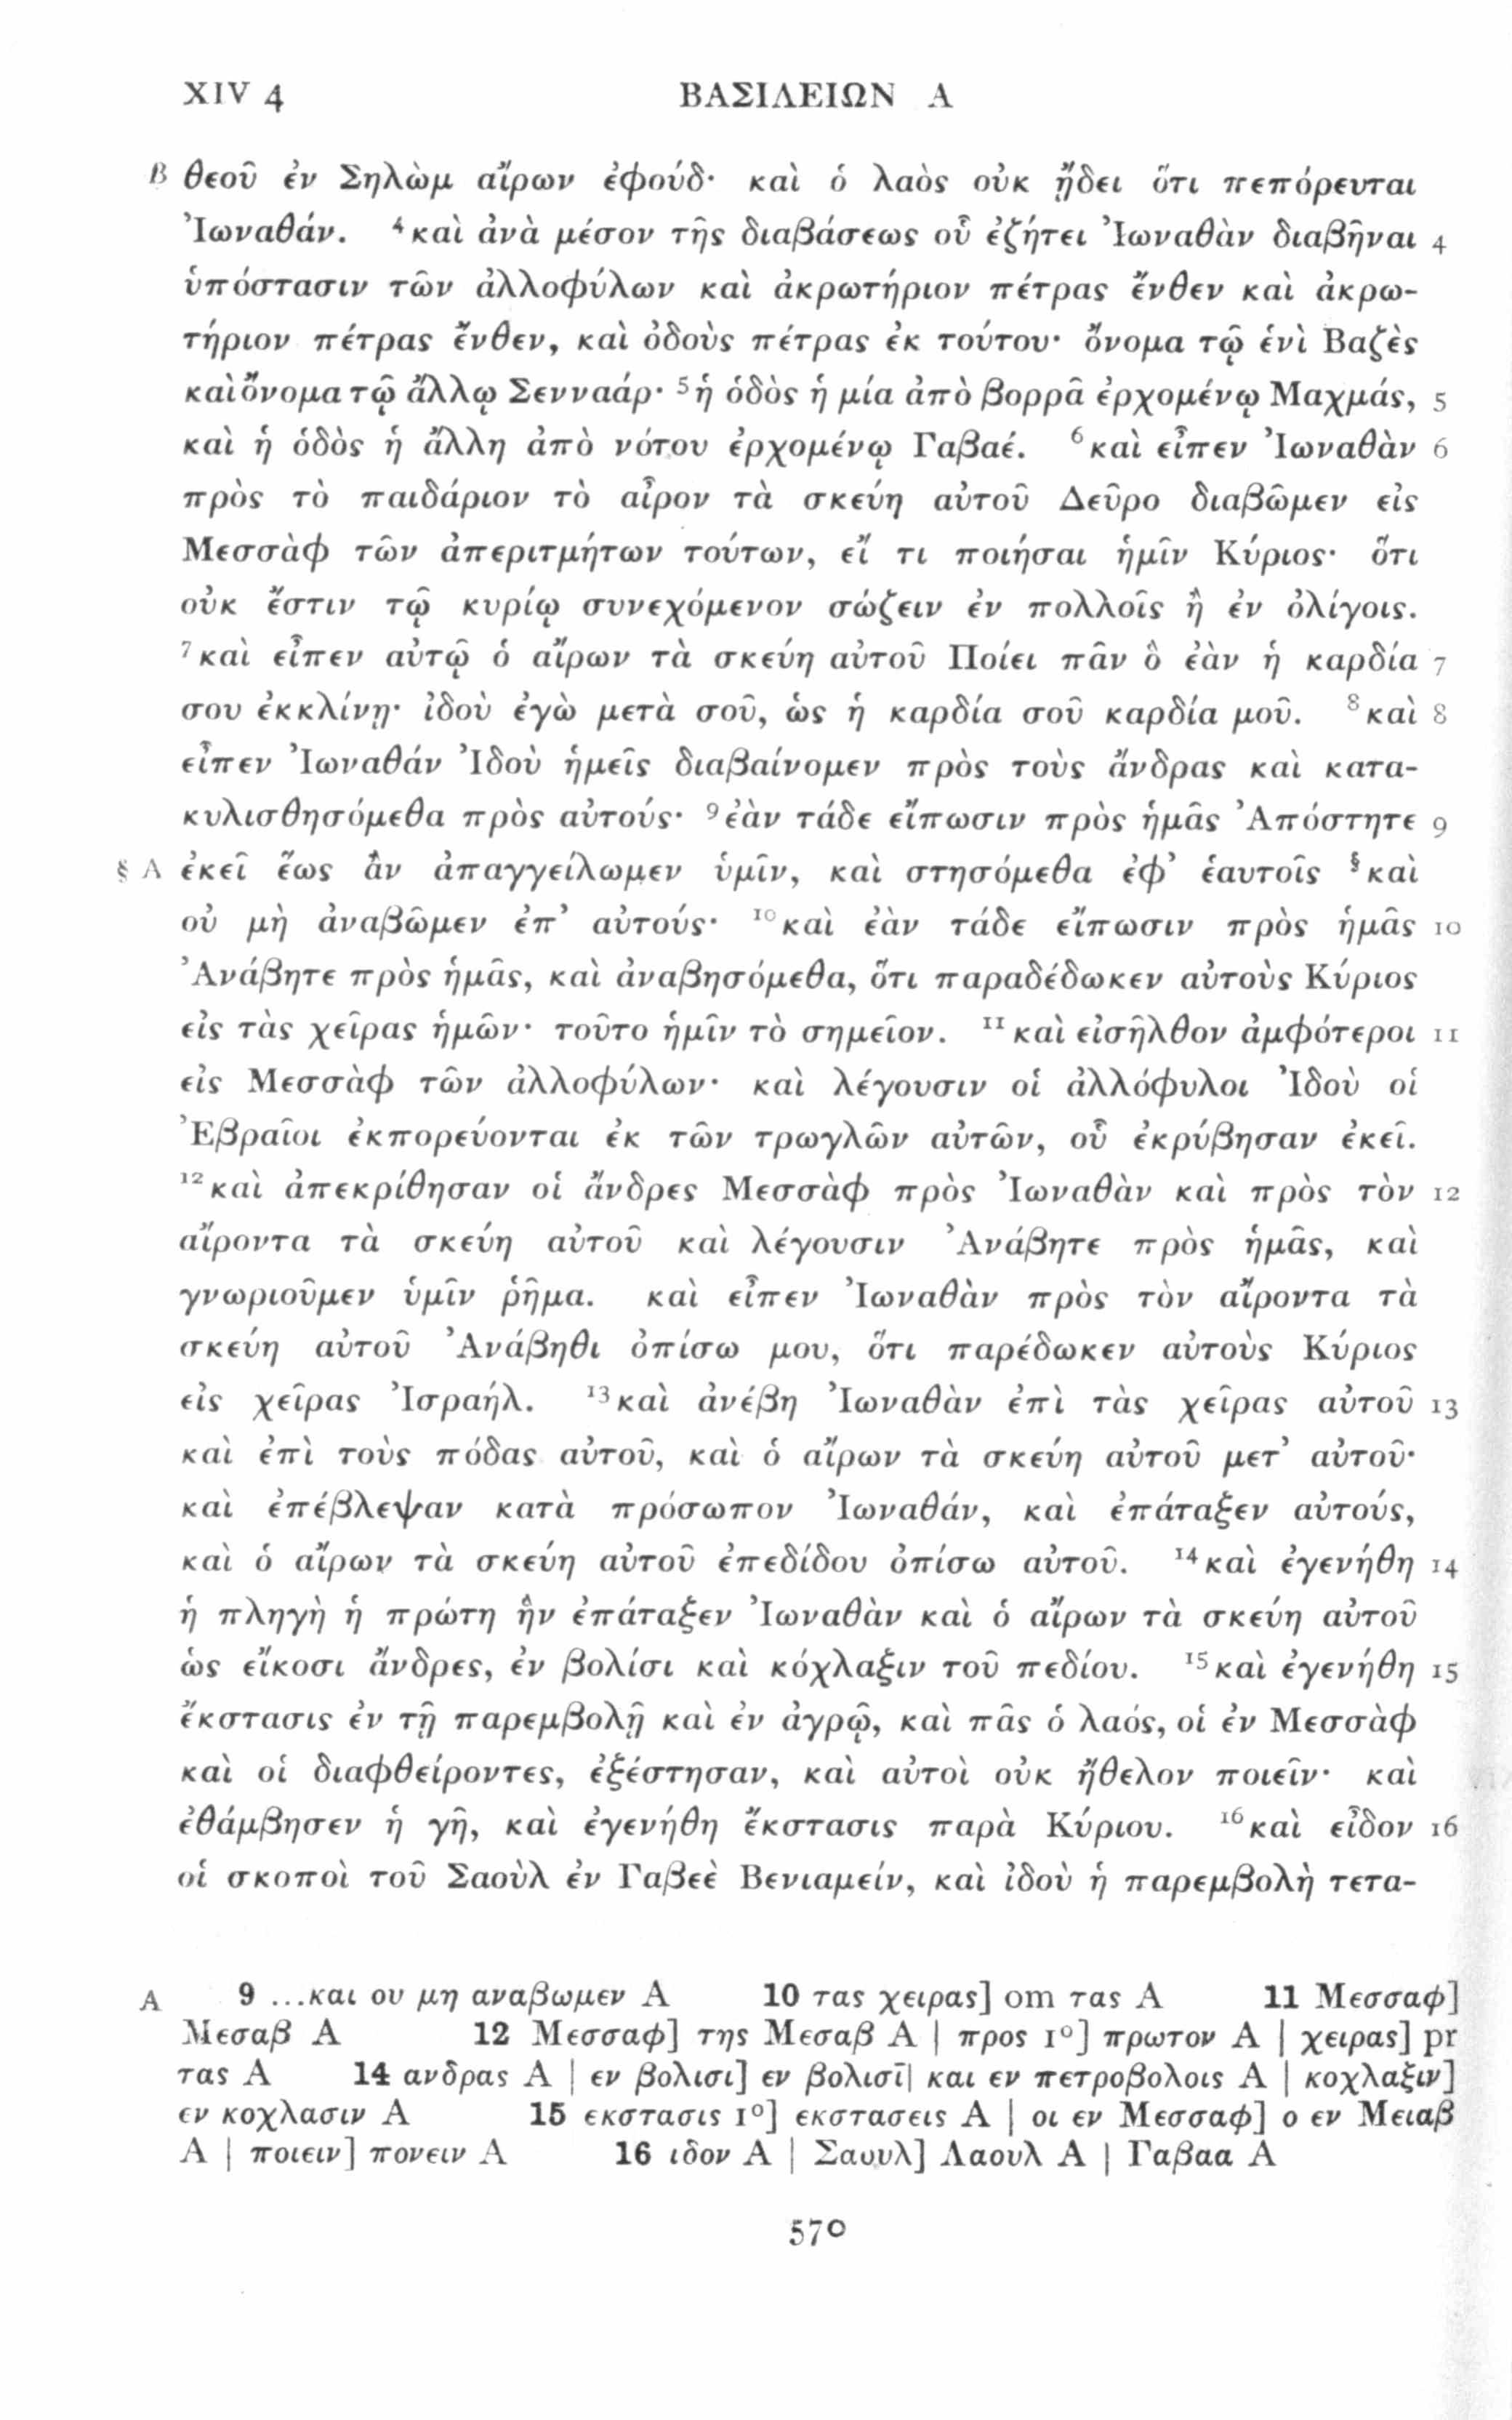 XIV 4 ΒΑΣΙΛΕΙΩΝ Α
B θεοῦ ἐν Σηλὼμ αἴρων ἐφούδ· καὶ ὁ λαὸς οὐκ ᾔδει ὅτι πεπόρευται
Ἰωναθάν. ⁴καὶ ἀνὰ μέσον τῆς διαβάσεως οὗ ἐζήτει Ἰωναθὰν διαβῆναι 4
ὑπόστασιν τῶν ἀλλοφύλων καὶ ἀκρωτήριον πέτρας ἔνθεν καὶ ἀκρω-
τήριον πέτρας ἔνθεν, καὶ ὀδοὺς πέτρας ἐκ τούτου· ὄνομα τῷ ἑνὶ Βαζὲς
καὶ ὄνομα τῷ ἄλλῳ Σενναάρ· ⁵ἡ ὁδὸς ἡ μία ἀπὸ βορρᾶ ἐρχομένῳ Μαχμάς, 5
καὶ ἡ ὁδὸς ἡ ἄλλη ἀπὸ νότου ἐρχομένῳ Γαβαέ. ⁶καὶ εἶπεν Ἰωναθὰν 6
πρὸς τὸ παιδάριον τὸ αἶρον τὰ σκεύη αὐτοῦ Δεῦρο διαβῶμεν εἰς
Μεσσὰφ τῶν ἀπεριτμήτων τούτων, εἴ τι ποιήσαι ἡμῖν Κύριος· ὅτι
οὐκ ἔστιν τῷ κυρίῳ συνεχόμενον σώζειν ἐν πολλοῖς ἢ ἐν ὀλίγοις.
⁷καὶ εἶπεν αὐτῷ ὁ αἴρων τὰ σκεύη αὐτοῦ Ποίει πᾶν ὃ ἐὰν ἡ καρδία 7
σου ἐκκλίνῃ· ἰδοὺ ἐγὼ μετὰ σοῦ, ὡς ἡ καρδία σοῦ καρδία μοῦ. ⁸καὶ 8
εἶπεν Ἰωναθάν Ἰδοὺ ἡμεῖς διαβαίνομεν πρὸς τοὺς ἄνδρας καὶ κατα-
κυλισθησόμεθα πρὸς αὐτούς· ⁹ἐὰν τάδε εἴπωσιν πρὸς ἡμᾶς Ἀπόστητε 9
§ A ἐκεῖ ἕως ἂν ἀπαγγείλωμεν ὑμῖν, καὶ στησόμεθα ἐφ’ ἑαυτοῖς §καὶ
οὐ μὴ ἀναβῶμεν ἐπ’ αὐτούς· ¹⁰καὶ ἐὰν τάδε εἴπωσιν πρὸς ἡμᾶς 10
Ἀνάβητε πρὸς ἡμᾶς, καὶ ἀναβησόμεθα, ὅτι παραδέδωκεν αὐτοὺς Κύριος
εἰς τὰς χεῖρας ἡμῶν· τοῦτο ἡμῖν τὸ σημεῖον. ¹¹καὶ εἰσῆλθον ἀμφότεροι 11
εἰς Μεσσὰφ τῶν ἀλλοφύλων· καὶ λέγουσιν οἱ ἀλλόφυλοι Ἰδοὺ οἱ
Ἐβραῖοι ἐκπορεύονται ἐκ τῶν τρωγλῶν αὐτῶν, οὗ ἐκρύβησαν ἐκεῖ.
¹²καὶ ἀπεκρίθησαν οἱ ἄνδρες Μεσσὰφ πρὸς Ἰωναθὰν καὶ πρὸς τὸν 12
αἴροντα τὰ σκεύη αὐτοῦ καὶ λέγουσιν Ἀνάβητε πρὸς ἡμᾶς, καὶ
γνωριοῦμεν ὑμῖν ῥῆμα. καὶ εἶπεν Ἰωναθὰν πρὸς τὸν αἴροντα τὰ
σκεύη αὐτοῦ Ἀνάβηθι ὀπίσω μου, ὅτι παρέδωκεν αὐτοὺς Κύριος
εἰς χεῖρας Ἰσραήλ. ¹³καὶ ἀνέβη Ἰωναθὰν ἐπὶ τὰς χεῖρας αὐτοῦ 13
καὶ ἐπὶ τοὺς πόδας αὐτοῦ, καὶ ὁ αἴρων τὰ σκεύη αὐτοῦ μετ’ αὐτοῦ·
καὶ ἐπέβλεψαν κατὰ πρόσωπον Ἰωναθάν, καὶ ἐπάταξεν αὐτούς,
καὶ ὁ αἴρων τὰ σκεύη αὐτοῦ ἐπεδίδου ὀπίσω αὐτοῦ. ¹⁴καὶ ἐγενήθη 14
ἡ πληγὴ ἡ πρώτη ἣν ἐπάταξεν Ἰωναθὰν καὶ ὁ αἴρων τὰ σκεύη αὐτοῦ
ὡς εἴκοσι ἄνδρες, ἐν βολίσι καὶ κόχλαξιν τοῦ πεδίου. ¹⁵καὶ ἐγενήθη 15
ἔκστασις ἐν τῇ παρεμβολῇ καὶ ἐν ἀγρῷ, καὶ πᾶς ὁ λαός, οἱ ἐν Μεσσὰφ
καὶ οἱ διαφθείροντες, ἐξέστησαν, καὶ αὐτοὶ οὐκ ἤθελον ποιεῖν· καὶ
ἐθάμβησεν ἡ γῆ, καὶ ἐγενήθη ἔκστασις παρὰ Κύριου. ¹⁶καὶ εἶδον 16
οἱ σκοποὶ τοῦ Σαοὺλ ἐν Γαβεὲ Βενιαμείν, καὶ ἰδοὺ ἡ παρεμβολὴ τετα-
A 9 ...και ου μη αναβωμεν A 10 τας χειρας] om τας A 11 Μεσσαφ]
Μεσαβ A 12 Μεσσαφ] της Μεσαβ A | προς 1°] πρωτον A | χειρας] pr
τας A 14 ανδρας A | εν βολισι] εν βολισῑ| και εν πετροβολοις A | κοχλαξιν]
εν κοχλασιν A 15 εκστασις 1°] εκστασεις A | οι εν Μεσσαφ] ο εν Μειαβ
A | ποιειν] πονειν A 16 ιδον A | Σαουλ] Λαουλ A | Γαβαα A
570